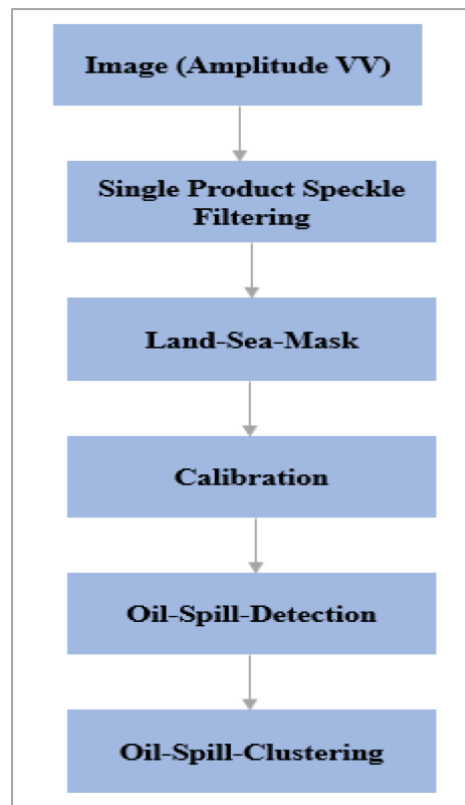 Image (Amplitude VV)
Single Product Speckle
Filtering
Land-Sea-Mask
Calibration
Oil-Spill-Detection
Oil-Spill-Clustering